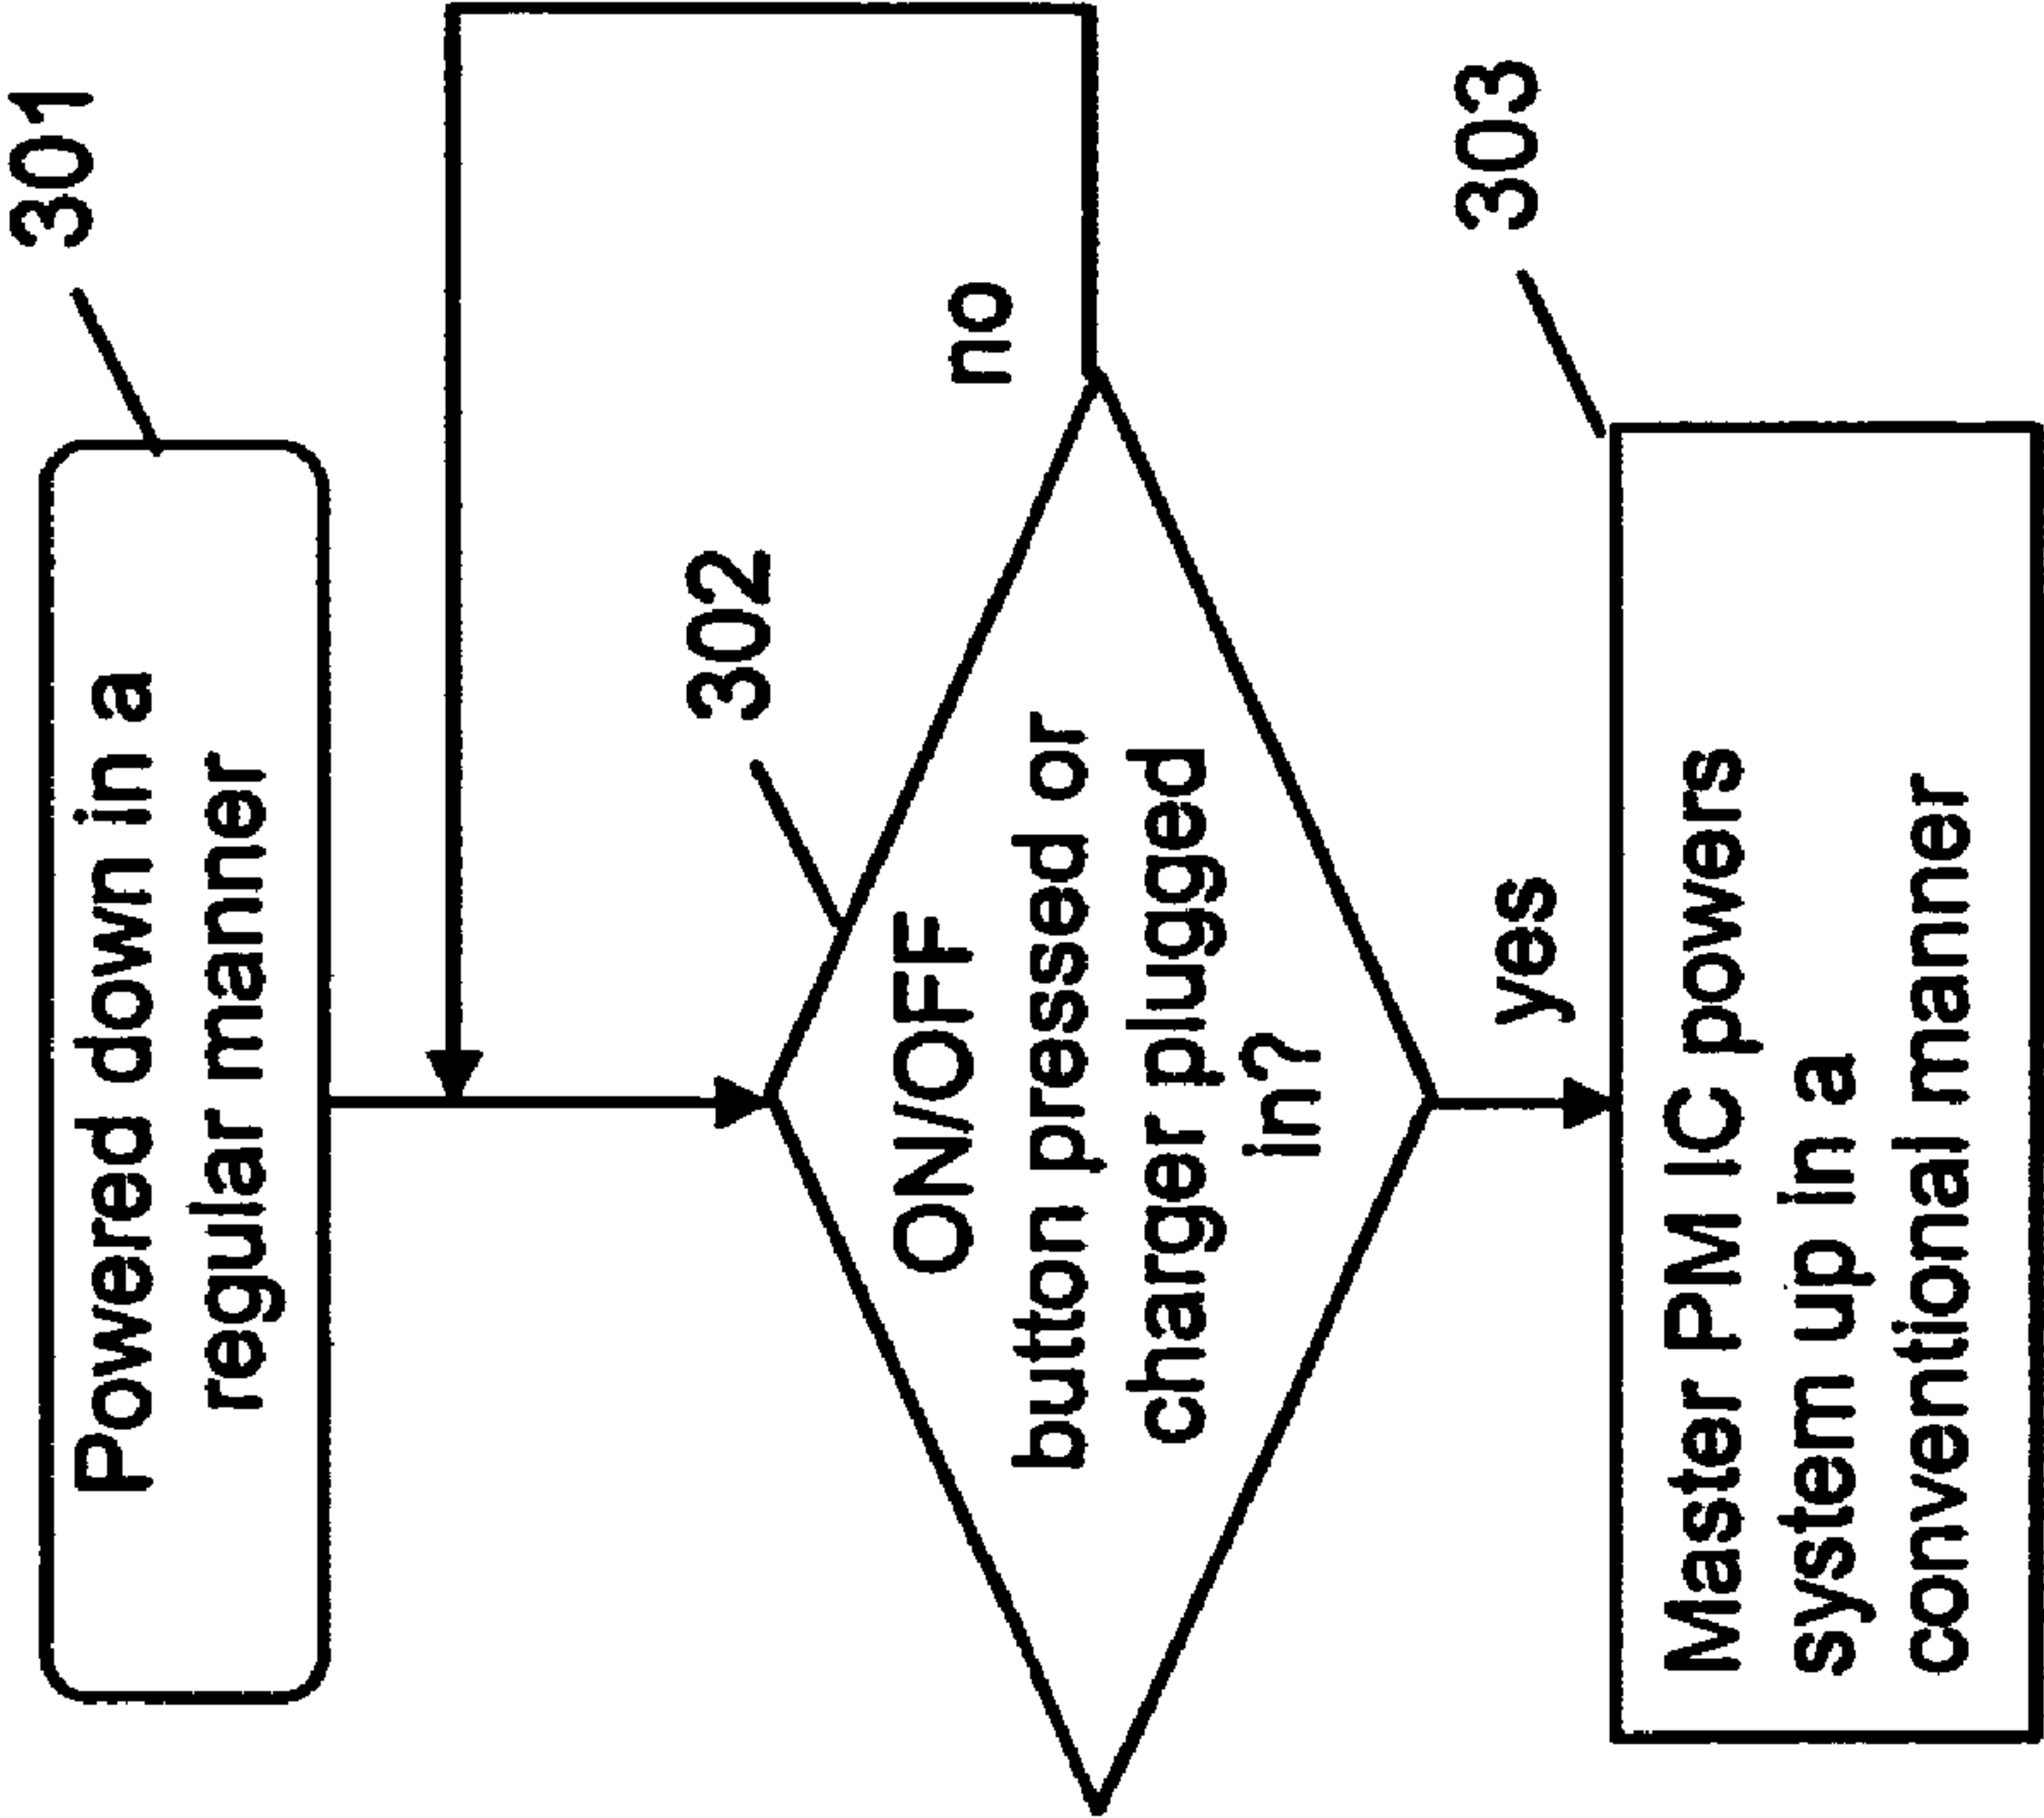 301
Powered down in a
regular manner
302
ON/OFF
button pressed or
charger plugged
in?
no
yes
303
Master PM IC powers
system up in a
conventional manner